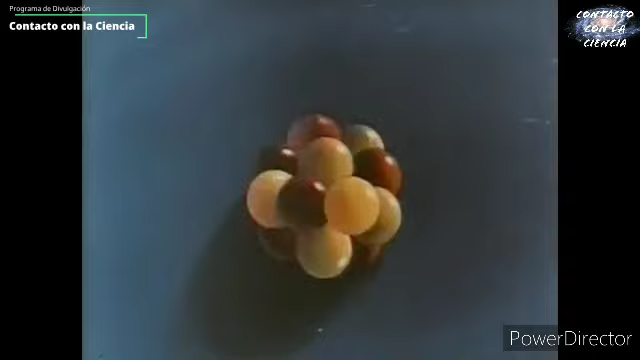 Programa de Divulgación
Contacto con la Ciencia
CONTACTO
CON LA
CIENCIA
PowerDirector